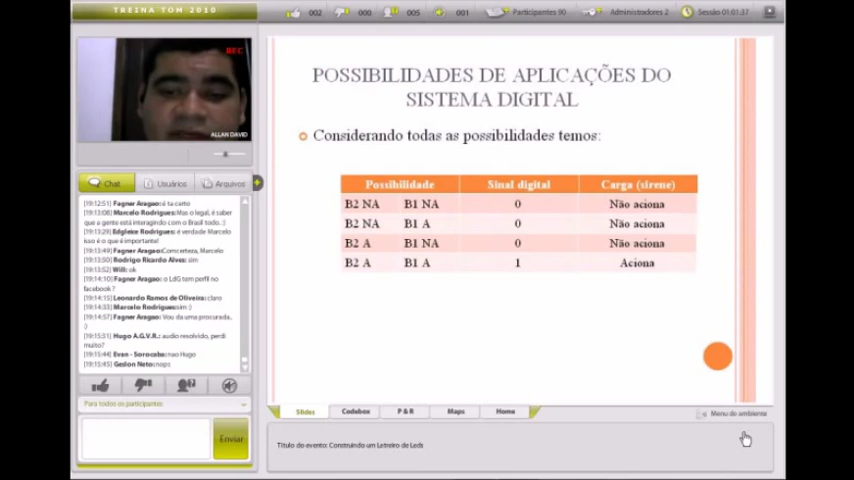 TREINA TOM 2010
002
000
005
001
Participantes 90
Administradores 2
Sessão 01:01:37
REC
ALLAN DAVID
Chat
Usuários
Arquivos
[19:12:51] Fagner Aragao: é ta certo
[19:13:08] Marcelo Rodrigues: Mas o legal, é saber
que a gente está interagindo com o Brasil todo. :)
[19:13:29] Edgleice Rodrigues: é verdade Marcelo
isso é o que é importante!
[19:13:49] Fagner Aragao: Comcerteza, Marcelo
[19:13:50] Rodrigo Ricardo Alves: sim
[19:13:52] Will: ok
[19:14:10] Fagner Aragao: o LdG tem perfil no
facebook?
[19:14:15] Leonardo Ramos de Oliveira: claro
[19:14:33] Marcelo Rodrigues: sim :)
[19:14:57] Fagner Aragao: Vou da uma procurada..
:)
[19:15:31] Hugo A.G.V.R.: audio resolvido, perdi
muito?
[19:15:44] Evan - Sorocaba: nao Hugo
[19:15:45] Geslon Neto: nops
Para todos os participantes
Enviar
POSSIBILIDADES DE APLICAÇÕES DO
SISTEMA DIGITAL
Considerando todas as possibilidades temos:
Possibilidade Sinal digital Carga (sirene)
B2 NA B1 NA 0 Não aciona
B2 NA B1 A 0 Não aciona
B2 A B1 NA 0 Não aciona
B2 A B1 A 1 Aciona
Slides
Codebox
P & R
Maps
Home
Menu do ambiente
Título do evento: Construindo um Letreiro de Leds